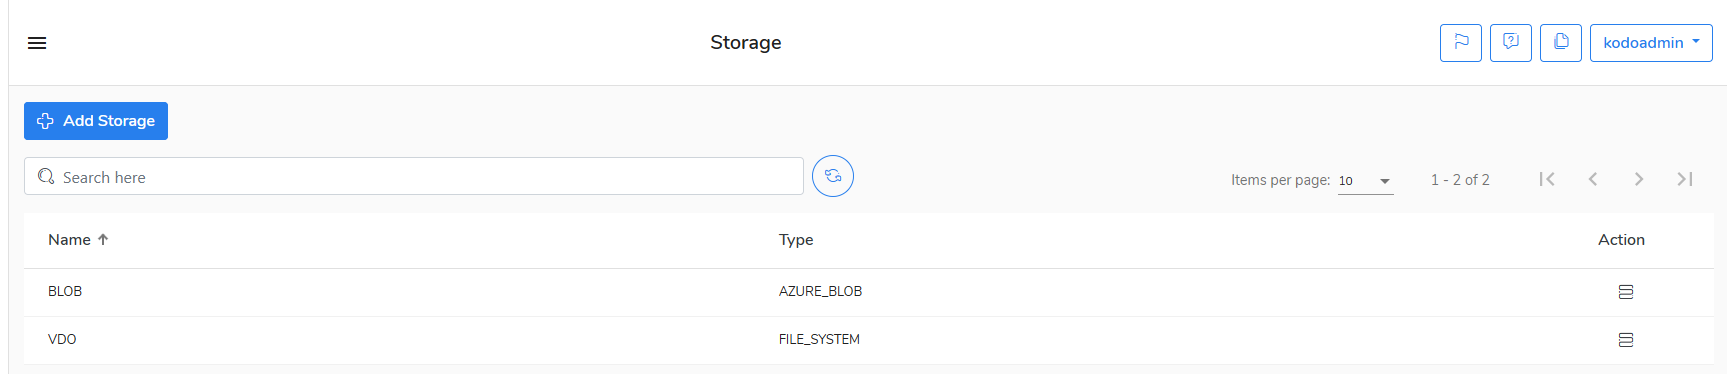 Storage
kodoadmin
Add Storage
Search here
Items per page: 10 1 - 2 of 2
Name Type Action
BLOB AZURE_BLOB
VDO FILE_SYSTEM